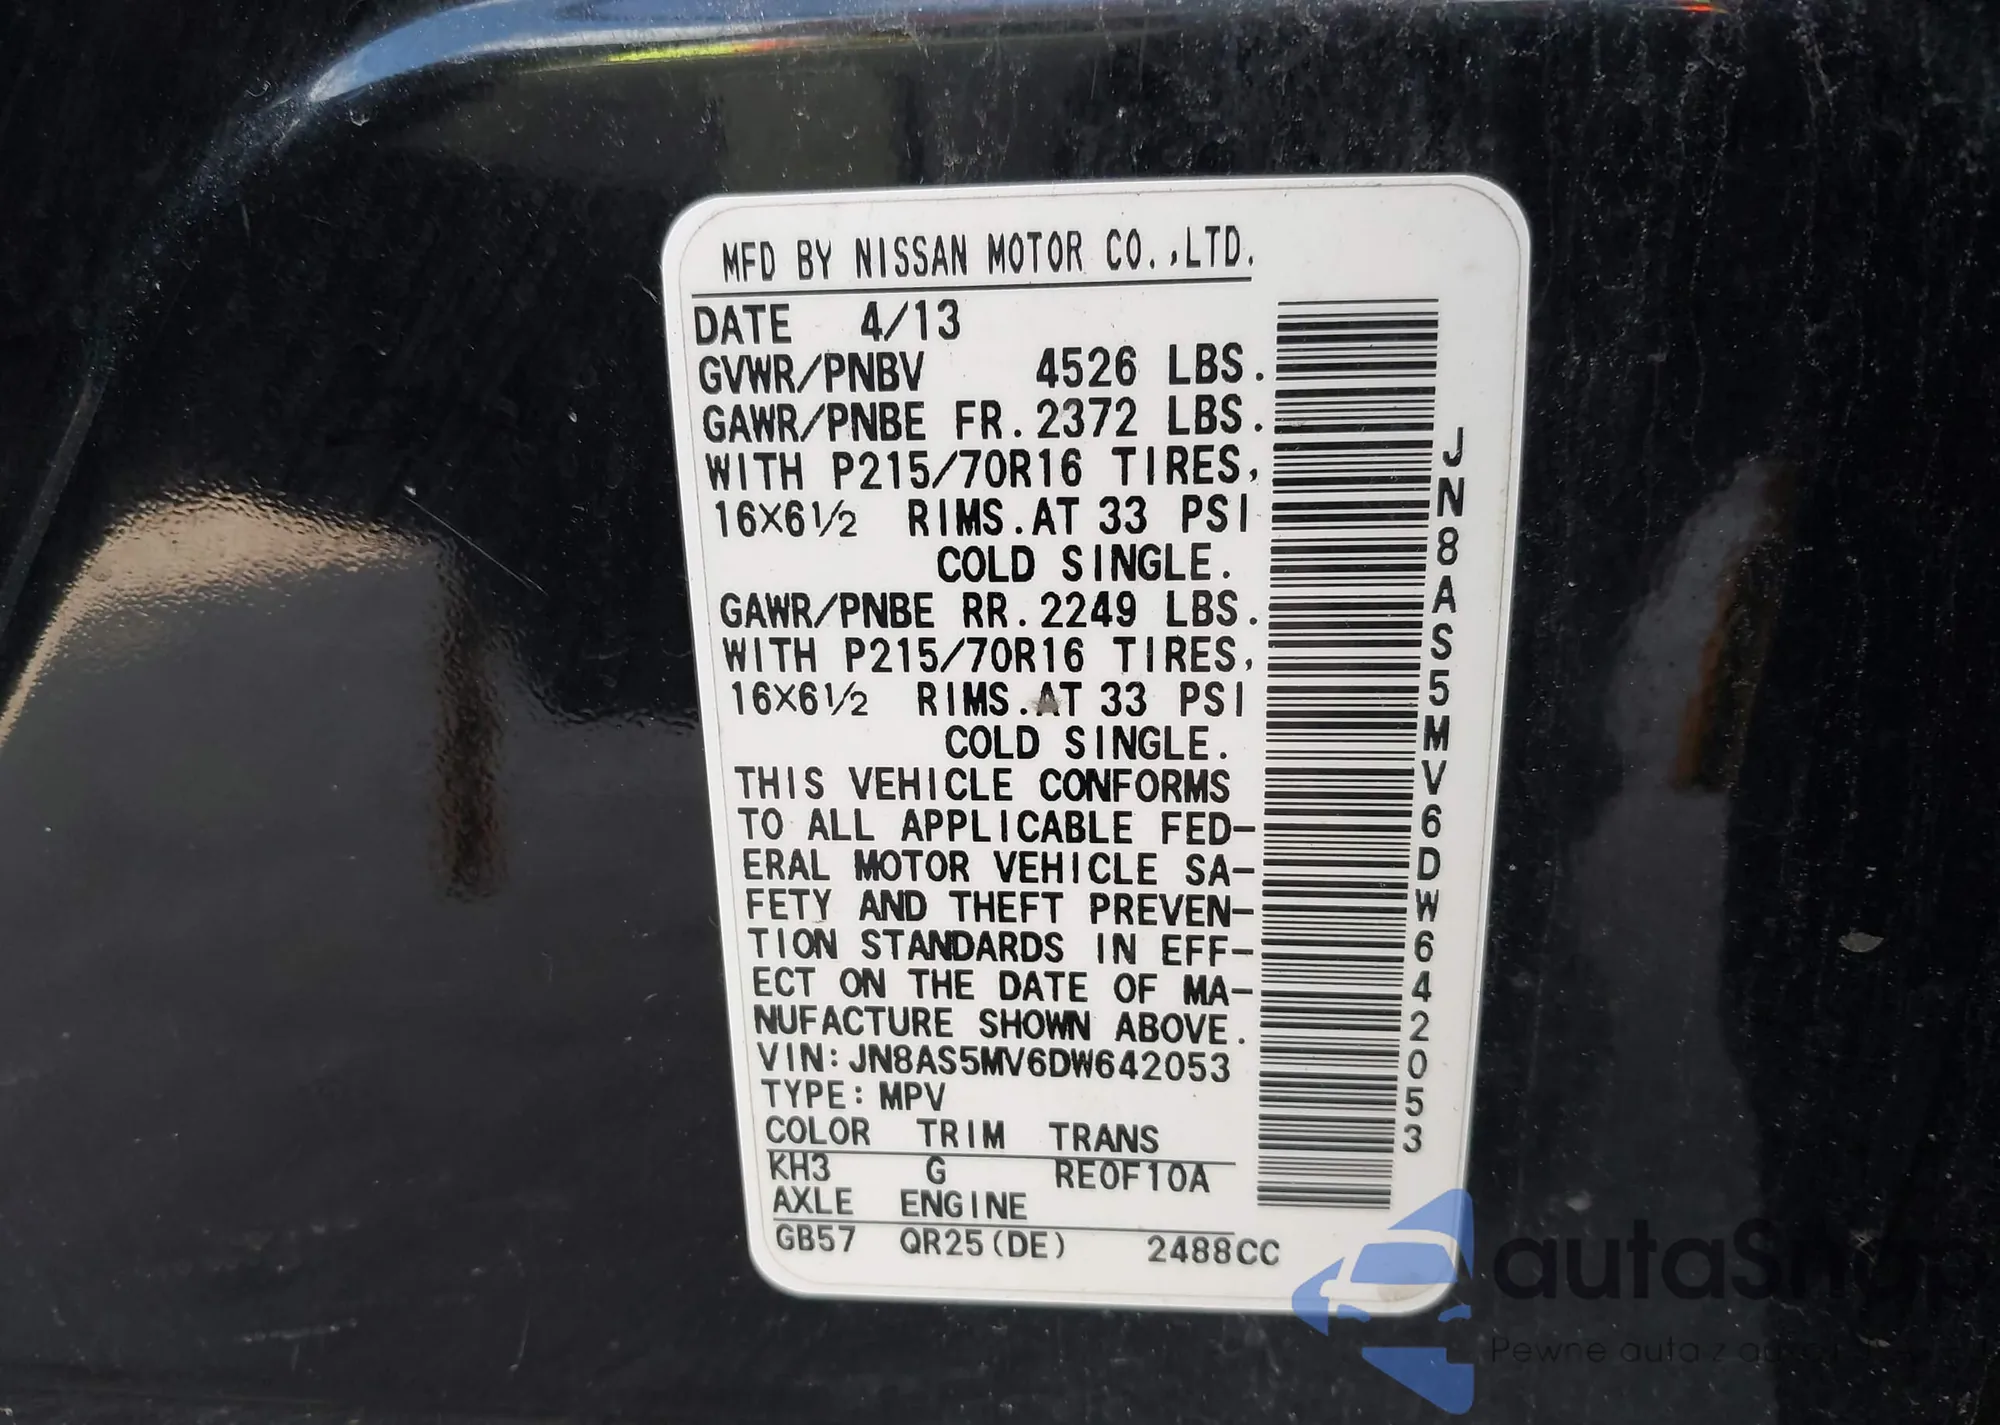 MFD BY NISSAN MOTOR CO.,LTD.
DATE 4/13
GVWR/PNBV 4526 LBS.
GAWR/PNBE FR.2372 LBS.
WITH P215/70R16 TIRES,
16X6½ RIMS.AT 33 PSI
COLD SINGLE.
GAWR/PNBE RR.2249 LBS.
WITH P215/70R16 TIRES,
16X6½ RIMS.AT 33 PSI
COLD SINGLE.
THIS VEHICLE CONFORMS
TO ALL APPLICABLE FED-
ERAL MOTOR VEHICLE SA-
FETY AND THEFT PREVEN-
TION STANDARDS IN EFF-
ECT ON THE DATE OF MA-
NUFACTURE SHOWN ABOVE.
VIN:JN8AS5MV6DW642053
TYPE:MPV
COLOR TRIM TRANS
KH3 G RE0F10A
AXLE ENGINE
GB57 QR25(DE) 2488CC
JN8AS5MV6DW642053
Pewne auta z